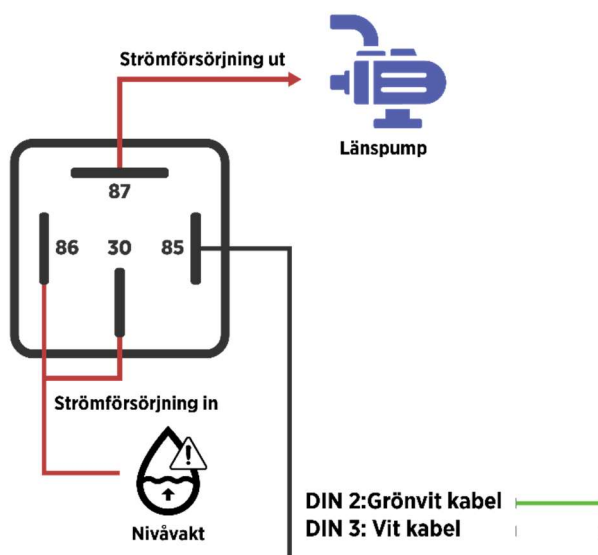 Strömförsörjning ut
Länspump
87
86 30 85
Strömförsörjning in
!
Nivåvakt
DIN 2:Grönvit kabel
DIN 3: Vit kabel